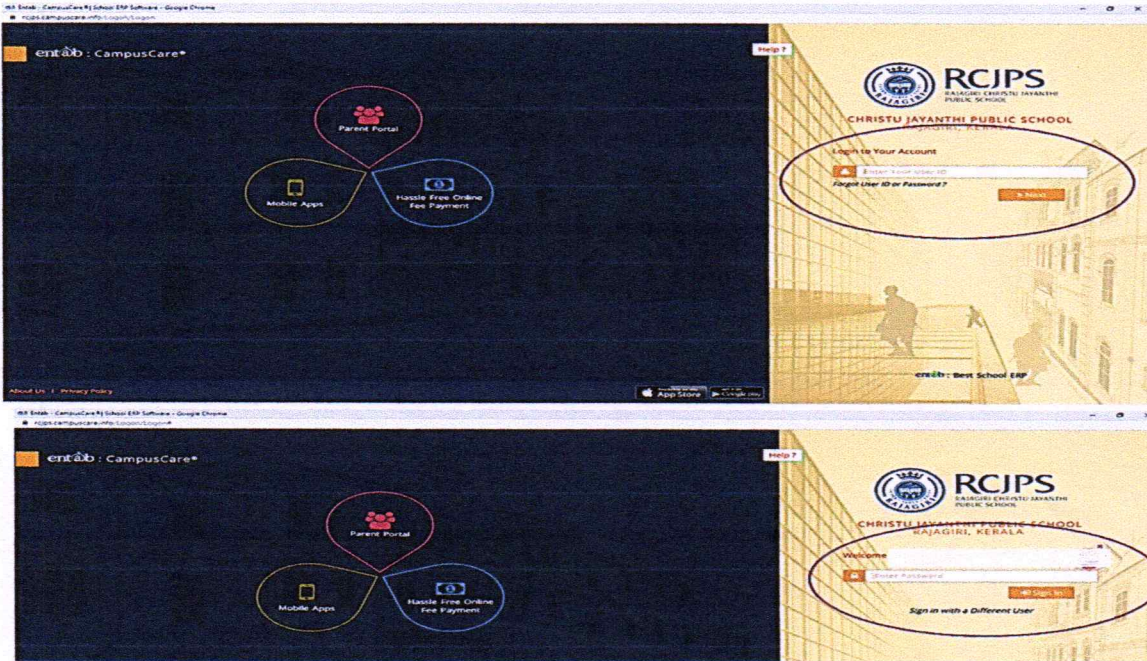 Entab - CampusCare®| School ERP Software - Google Chrome
rcjps.campuscare.info/Logon/Logon
entab : CampusCare®
Help ?
Parent Portal
Mobile Apps
Hassle Free Online
Fee Payment
RAJAGIRI
RCJPS
RAJAGIRI CHRISTU JAYANTHI
PUBLIC SCHOOL
CHRISTU JAYANTHI PUBLIC SCHOOL
RAJAGIRI, KERALA
Login to Your Account
Enter Your User ID
Forgot User ID or Password ?
Next
entab : Best School ERP
About Us | Privacy Policy
App Store
Google play
Entab - CampusCare®| School ERP Software - Google Chrome
rcjps.campuscare.info/Logon/Logon#
entab : CampusCare®
Help ?
Parent Portal
Mobile Apps
Hassle Free Online
Fee Payment
RAJAGIRI
RCJPS
RAJAGIRI CHRISTU JAYANTHI
PUBLIC SCHOOL
CHRISTU JAYANTHI PUBLIC SCHOOL
RAJAGIRI, KERALA
Welcome
Enter Password
Sign In
Sign in with a Different User